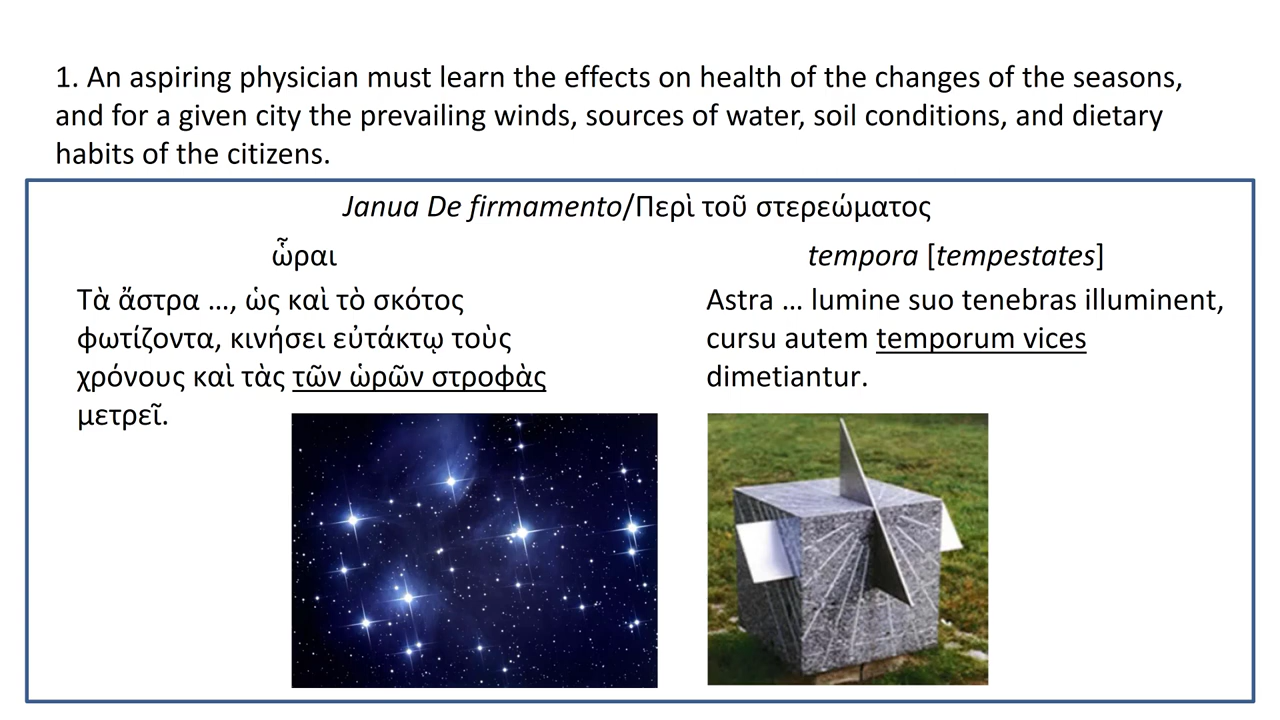 1. An aspiring physician must learn the effects on health of the changes of the seasons,
and for a given city the prevailing winds, sources of water, soil conditions, and dietary
habits of the citizens.
Janua De firmamento/Περὶ τοῦ στερεώματος
ὧραι
tempora [tempestates]
Τὰ ἄστρα ..., ὡς καὶ τὸ σκότος
φωτίζοντα, κινήσει εὐτάκτῳ τοὺς
χρόνους καὶ τὰς τῶν ὡρῶν στροφὰς
μετρεῖ.
Astra ... lumine suo tenebras illuminent,
cursu autem temporum vices
dimetiantur.